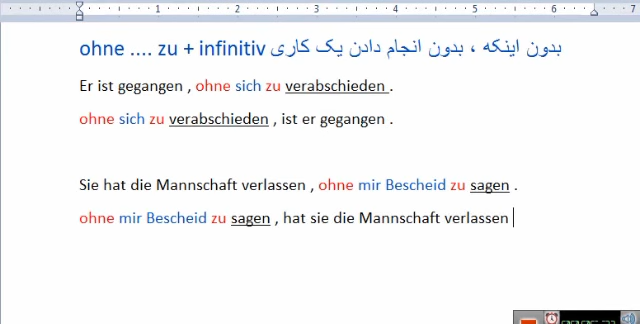 ohne .... zu + infinitiv بدون اینکه ، بدون انجام دادن یک کاری
Er ist gegangen , ohne sich zu verabschieden .
ohne sich zu verabschieden , ist er gegangen .
Sie hat die Mannschaft verlassen , ohne mir Bescheid zu sagen .
ohne mir Bescheid zu sagen , hat sie die Mannschaft verlassen